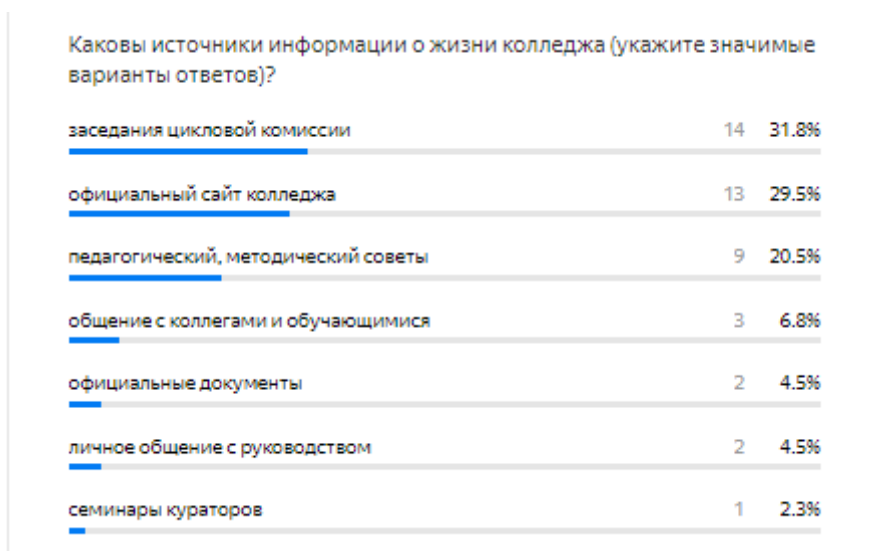 Каковы источники информации о жизни колледжа (укажите значимые
варианты ответов)?
заседания цикловой комиссии 14 31.8%
официальный сайт колледжа 13 29.5%
педагогический, методический советы 9 20.5%
общение с коллегами и обучающимися 3 6.8%
официальные документы 2 4.5%
личное общение с руководством 2 4.5%
семинары кураторов 1 2.3%